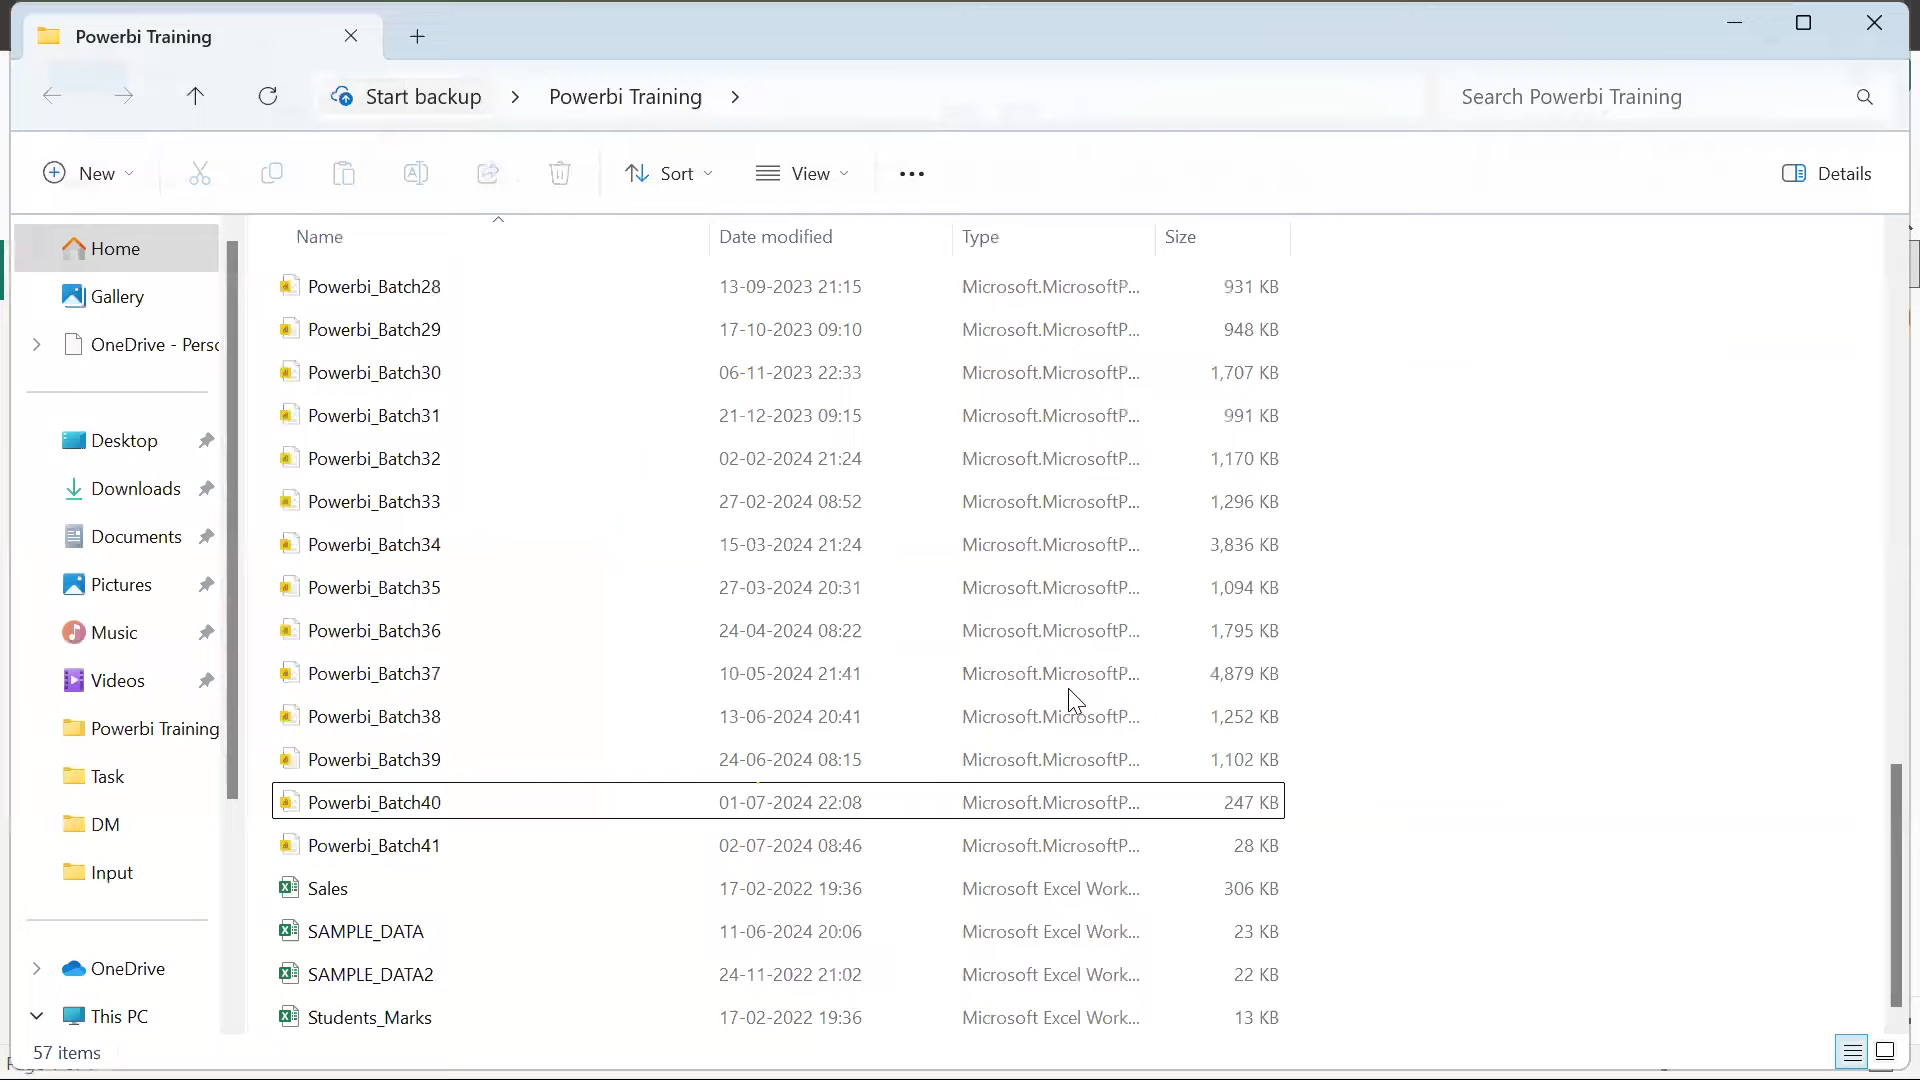 Powerbi Training
Start backup > Powerbi Training >
Search Powerbi Training
New
Sort
View
Details
Name Date modified Type Size
Home
Gallery
OneDrive - Perso
Desktop
Downloads
Documents
Pictures
Music
Videos
Powerbi Training
Task
DM
Input
OneDrive
This PC
Powerbi_Batch28 13-09-2023 21:15 Microsoft.MicrosoftP... 931 KB
Powerbi_Batch29 17-10-2023 09:10 Microsoft.MicrosoftP... 948 KB
Powerbi_Batch30 06-11-2023 22:33 Microsoft.MicrosoftP... 1,707 KB
Powerbi_Batch31 21-12-2023 09:15 Microsoft.MicrosoftP... 991 KB
Powerbi_Batch32 02-02-2024 21:24 Microsoft.MicrosoftP... 1,170 KB
Powerbi_Batch33 27-02-2024 08:52 Microsoft.MicrosoftP... 1,296 KB
Powerbi_Batch34 15-03-2024 21:24 Microsoft.MicrosoftP... 3,836 KB
Powerbi_Batch35 27-03-2024 20:31 Microsoft.MicrosoftP... 1,094 KB
Powerbi_Batch36 24-04-2024 08:22 Microsoft.MicrosoftP... 1,795 KB
Powerbi_Batch37 10-05-2024 21:41 Microsoft.MicrosoftP... 4,879 KB
Powerbi_Batch38 13-06-2024 20:41 Microsoft.MicrosoftP... 1,252 KB
Powerbi_Batch39 24-06-2024 08:15 Microsoft.MicrosoftP... 1,102 KB
Powerbi_Batch40 01-07-2024 22:08 Microsoft.MicrosoftP... 247 KB
Powerbi_Batch41 02-07-2024 08:46 Microsoft.MicrosoftP... 28 KB
Sales 17-02-2022 19:36 Microsoft Excel Work... 306 KB
SAMPLE_DATA 11-06-2024 20:06 Microsoft Excel Work... 23 KB
SAMPLE_DATA2 24-11-2022 21:02 Microsoft Excel Work... 22 KB
Students_Marks 17-02-2022 19:36 Microsoft Excel Work... 13 KB
57 items